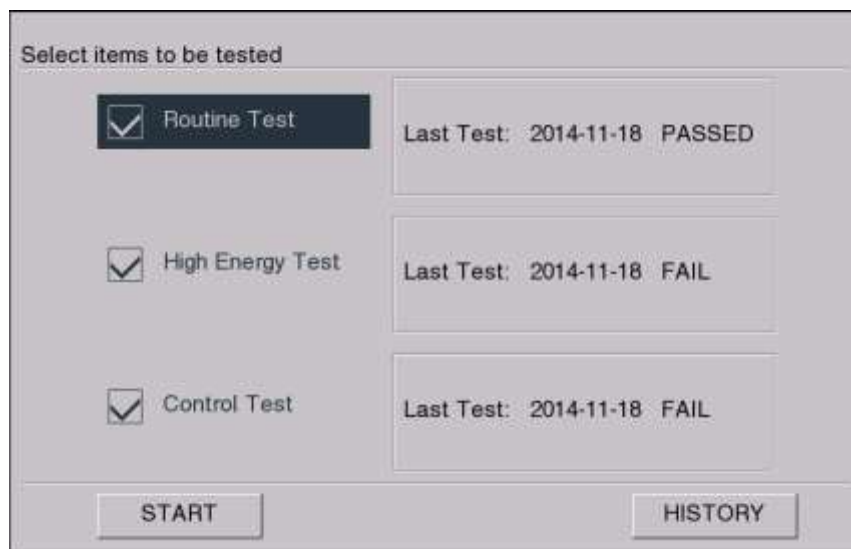 Select items to be tested
Routine Test
Last Test: 2014-11-18 PASSED
High Energy Test
Last Test: 2014-11-18 FAIL
Control Test
Last Test: 2014-11-18 FAIL
START
HISTORY